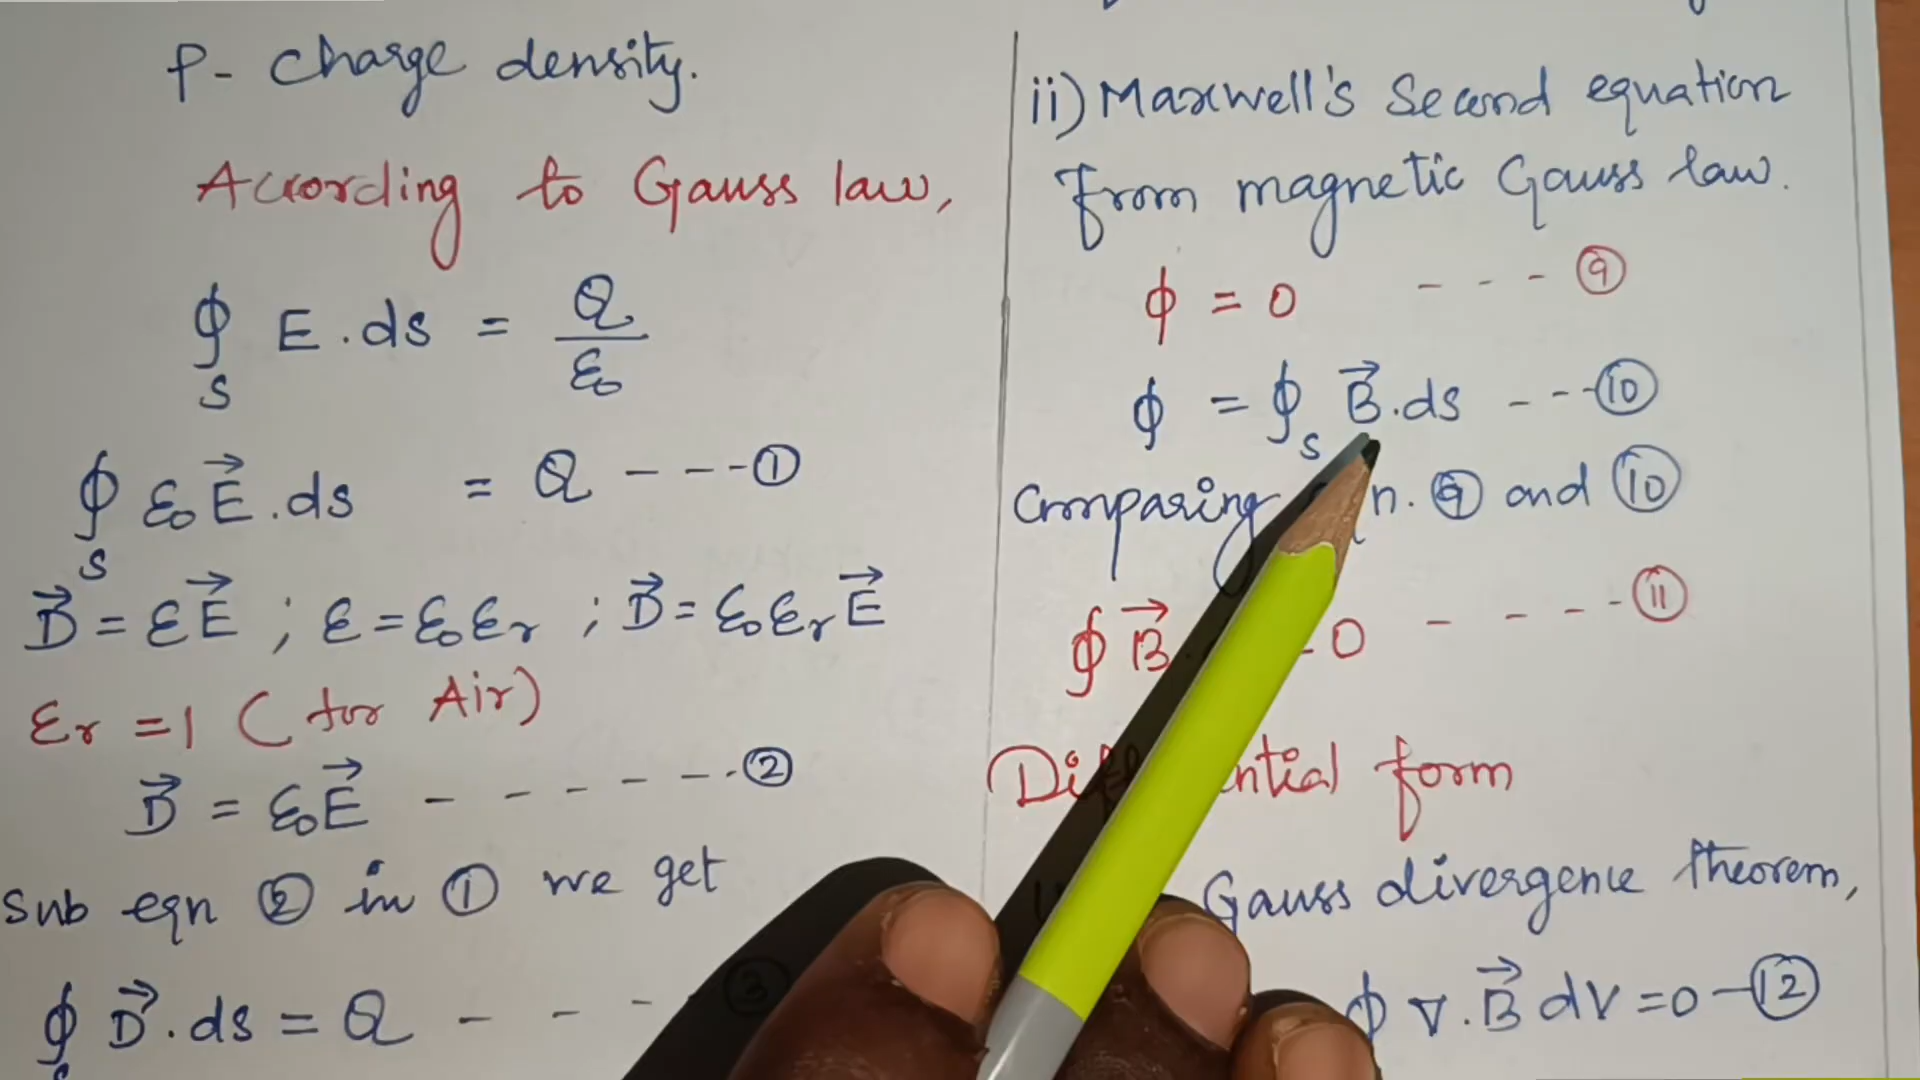 ρ- charge density.
According to Gauss law,
∮ E.ds = Q/ε₀
S
∮ ε₀E⃗.ds = Q ---①
S
D⃗ = εE⃗ ; ε=ε₀εᵣ ; D⃗ = ε₀εᵣE⃗
εᵣ =1 (for Air)
D⃗ = ε₀E⃗ ------②
Sub eqn ② in ① we get
∮ D⃗.ds = Q --- ③
S
ii) Maxwell's Second equation
From magnetic Gauss law.
ϕ = 0 --- ⑨
ϕ = ∮ B⃗.ds ---⑩
S
Comparing n. ⑨ and ⑩
∮ B⃗ 0 ----⑪
Diff ntial form
Gauss divergence theorem,
∮ ∇.B⃗ dV =0 -⑫